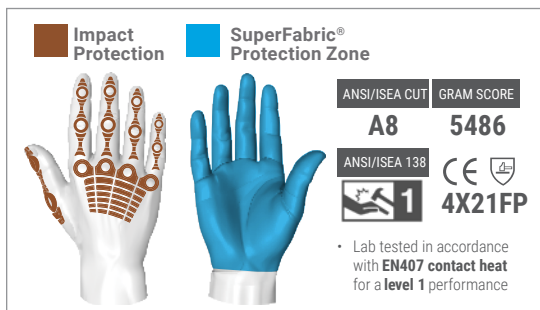 Impact
Protection
SuperFabric®
Protection Zone
ANSI/ISEA CUT
GRAM SCORE
A8
5486
ANSI/ISEA 138
1
CE
4X21FP
• Lab tested in accordance
with EN407 contact heat
for a level 1 performance